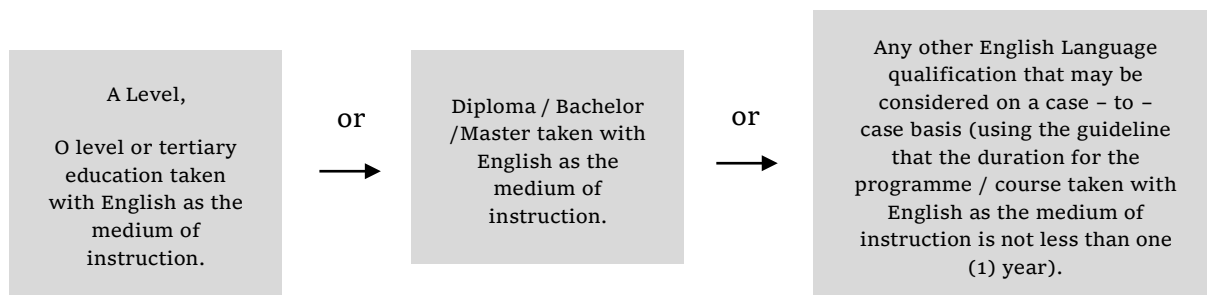 A Level,
O level or tertiary
education taken
with English as the
medium of
instruction.
or
Diploma / Bachelor
/Master taken with
English as the
medium of
instruction.
or
Any other English Language
qualification that may be
considered on a case – to –
case basis (using the guideline
that the duration for the
programme / course taken with
English as the medium of
instruction is not less than one
(1) year).